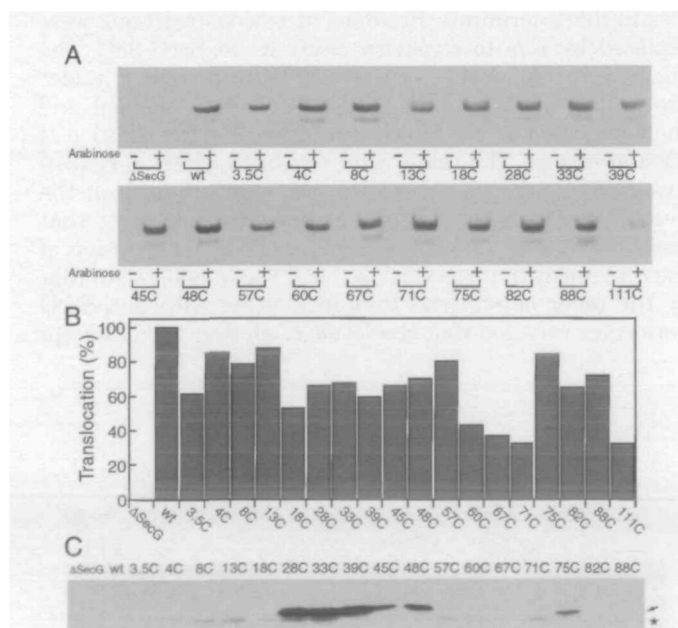 A
Arabinose − + − + − + − + − + − + − + − + − + − +
ΔSecG wt 3.5C 4C 8C 13C 18C 28C 33C 39C
Arabinose − + − + − + − + − + − + − + − + − + − +
45C 48C 57C 60C 67C 71C 75C 82C 88C 111C
B
Translocation (%)
100
80
60
40
20
0
ΔSecG wt 3.5C 4C 8C 13C 18C 28C 33C 39C 45C 48C 57C 60C 67C 71C 75C 82C 88C 111C
C
ΔSecG wt 3.5C 4C 8C 13C 18C 28C 33C 39C 45C 48C 57C 60C 67C 71C 75C 82C 88C
*